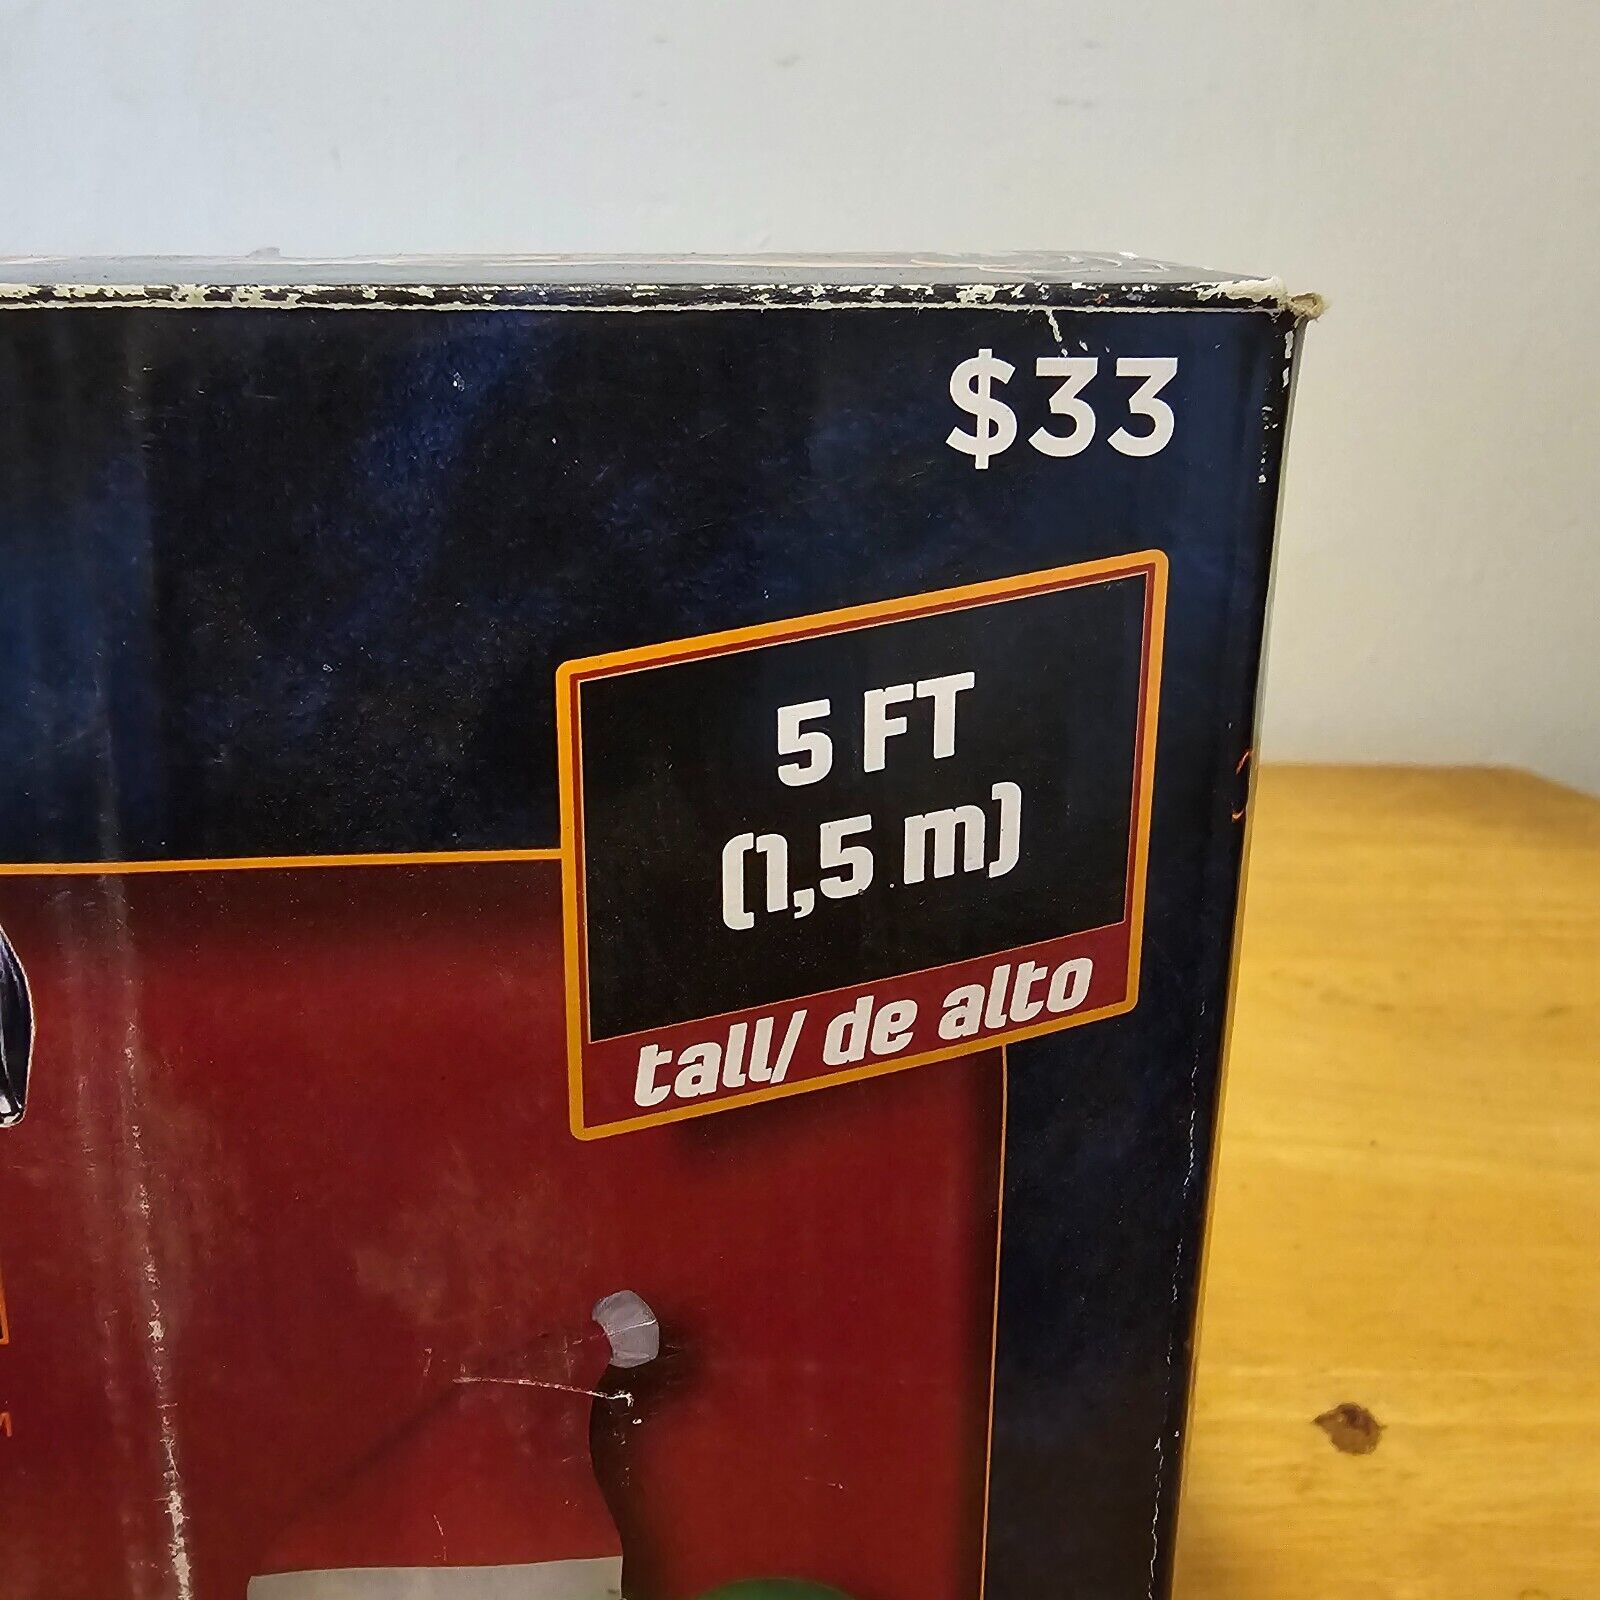 $33
5 FT
(1,5 m)
tall/ de alto